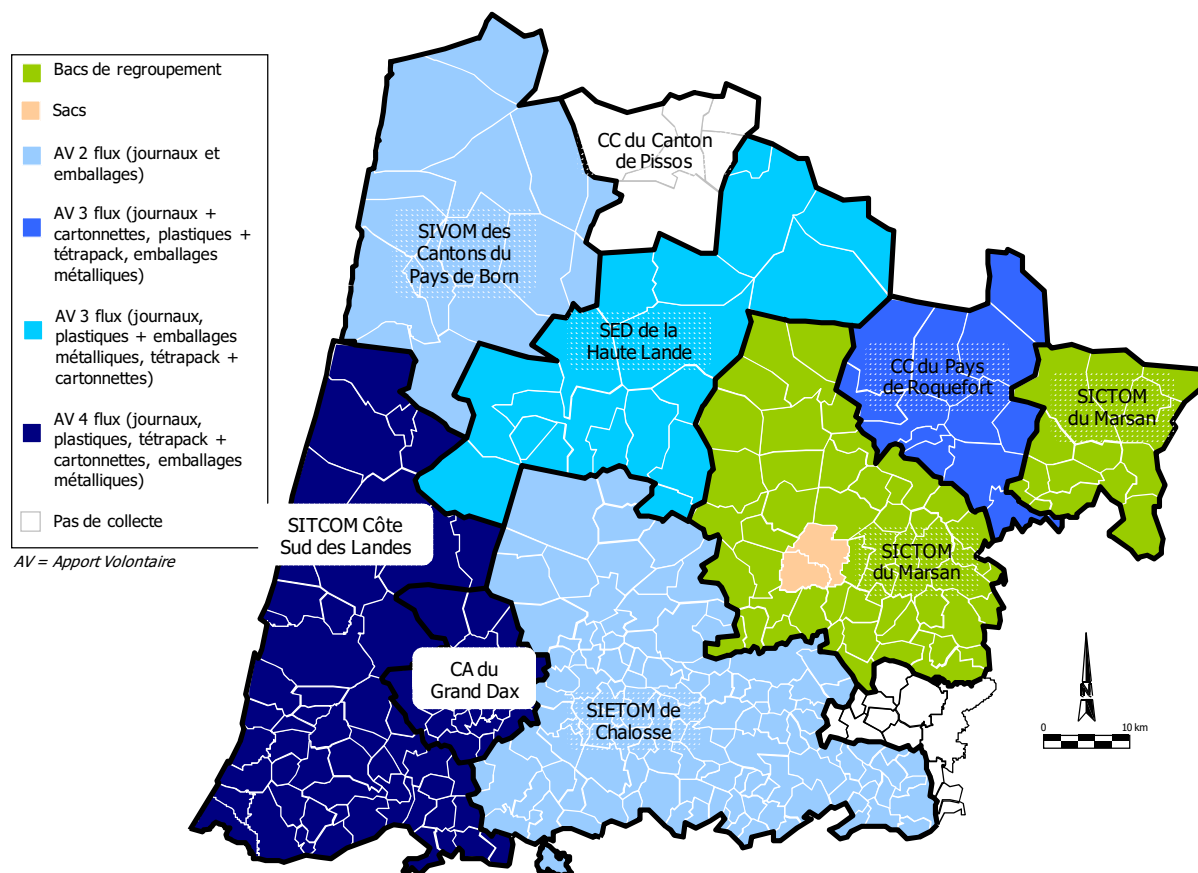 Bacs de regroupement
Sacs
AV 2 flux (journaux et
emballages)
AV 3 flux (journaux +
cartonnettes, plastiques +
tétrapack, emballages
métalliques)
AV 3 flux (journaux,
plastiques + emballages
métalliques, tétrapack +
cartonnettes)
AV 4 flux (journaux,
plastiques, tétrapack +
cartonnettes, emballages
métalliques)
Pas de collecte
AV = Apport Volontaire
CC du Canton
de Pissos
SIVOM des
Cantons du
Pays de Born
SED de la
Haute Lande
CC du Pays
de Roquefort
SICTOM
du Marsan
SITCOM Côte
Sud des Landes
SICTOM
du Marsan
CA du
Grand Dax
SIETOM de
Chalosse
N
0 10 km